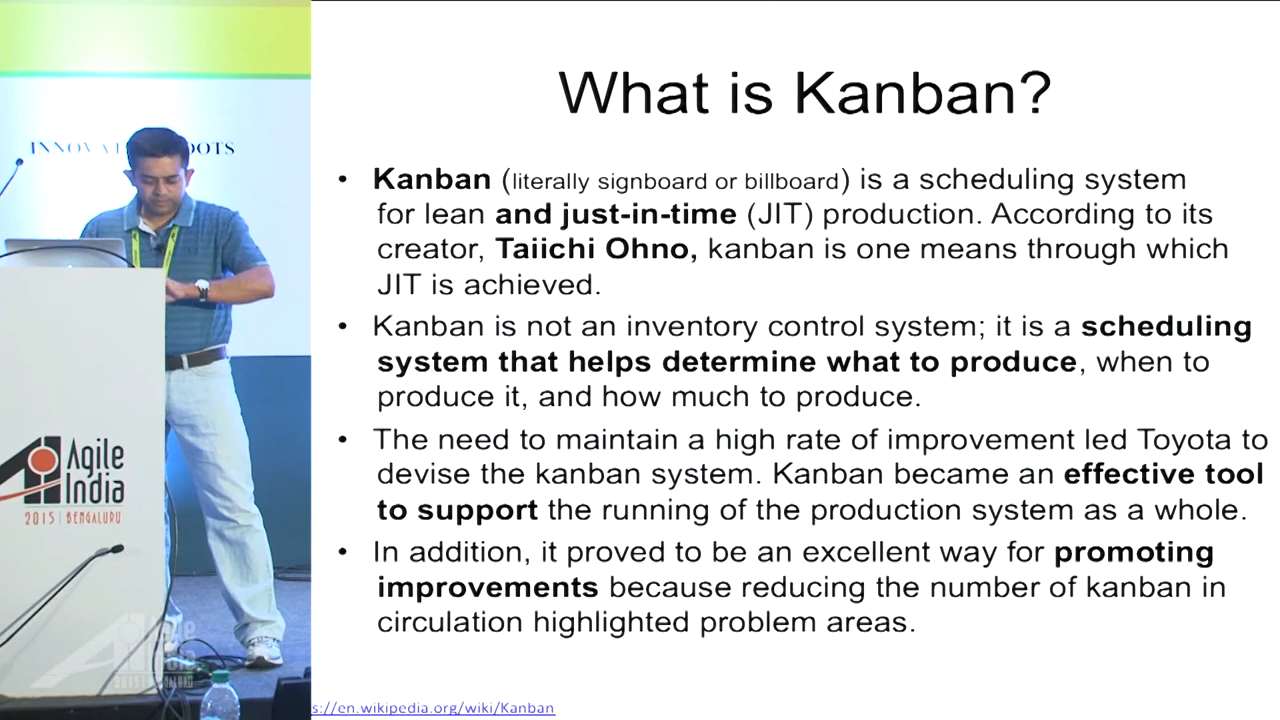 What is Kanban?
INNOV
OOTS
• Kanban (literally signboard or billboard) is a scheduling system
for lean and just-in-time (JIT) production. According to its
creator, Taiichi Ohno, kanban is one means through which
JIT is achieved.
• Kanban is not an inventory control system; it is a scheduling
system that helps determine what to produce, when to
produce it, and how much to produce.
• The need to maintain a high rate of improvement led Toyota to
devise the kanban system. Kanban became an effective tool
to support the running of the production system as a whole.
• In addition, it proved to be an excellent way for promoting
improvements because reducing the number of kanban in
circulation highlighted problem areas.
s://en.wikipedia.org/wiki/Kanban
Agile
India
2015 | BENGALURU
Agile
India
2015 BENGALURU